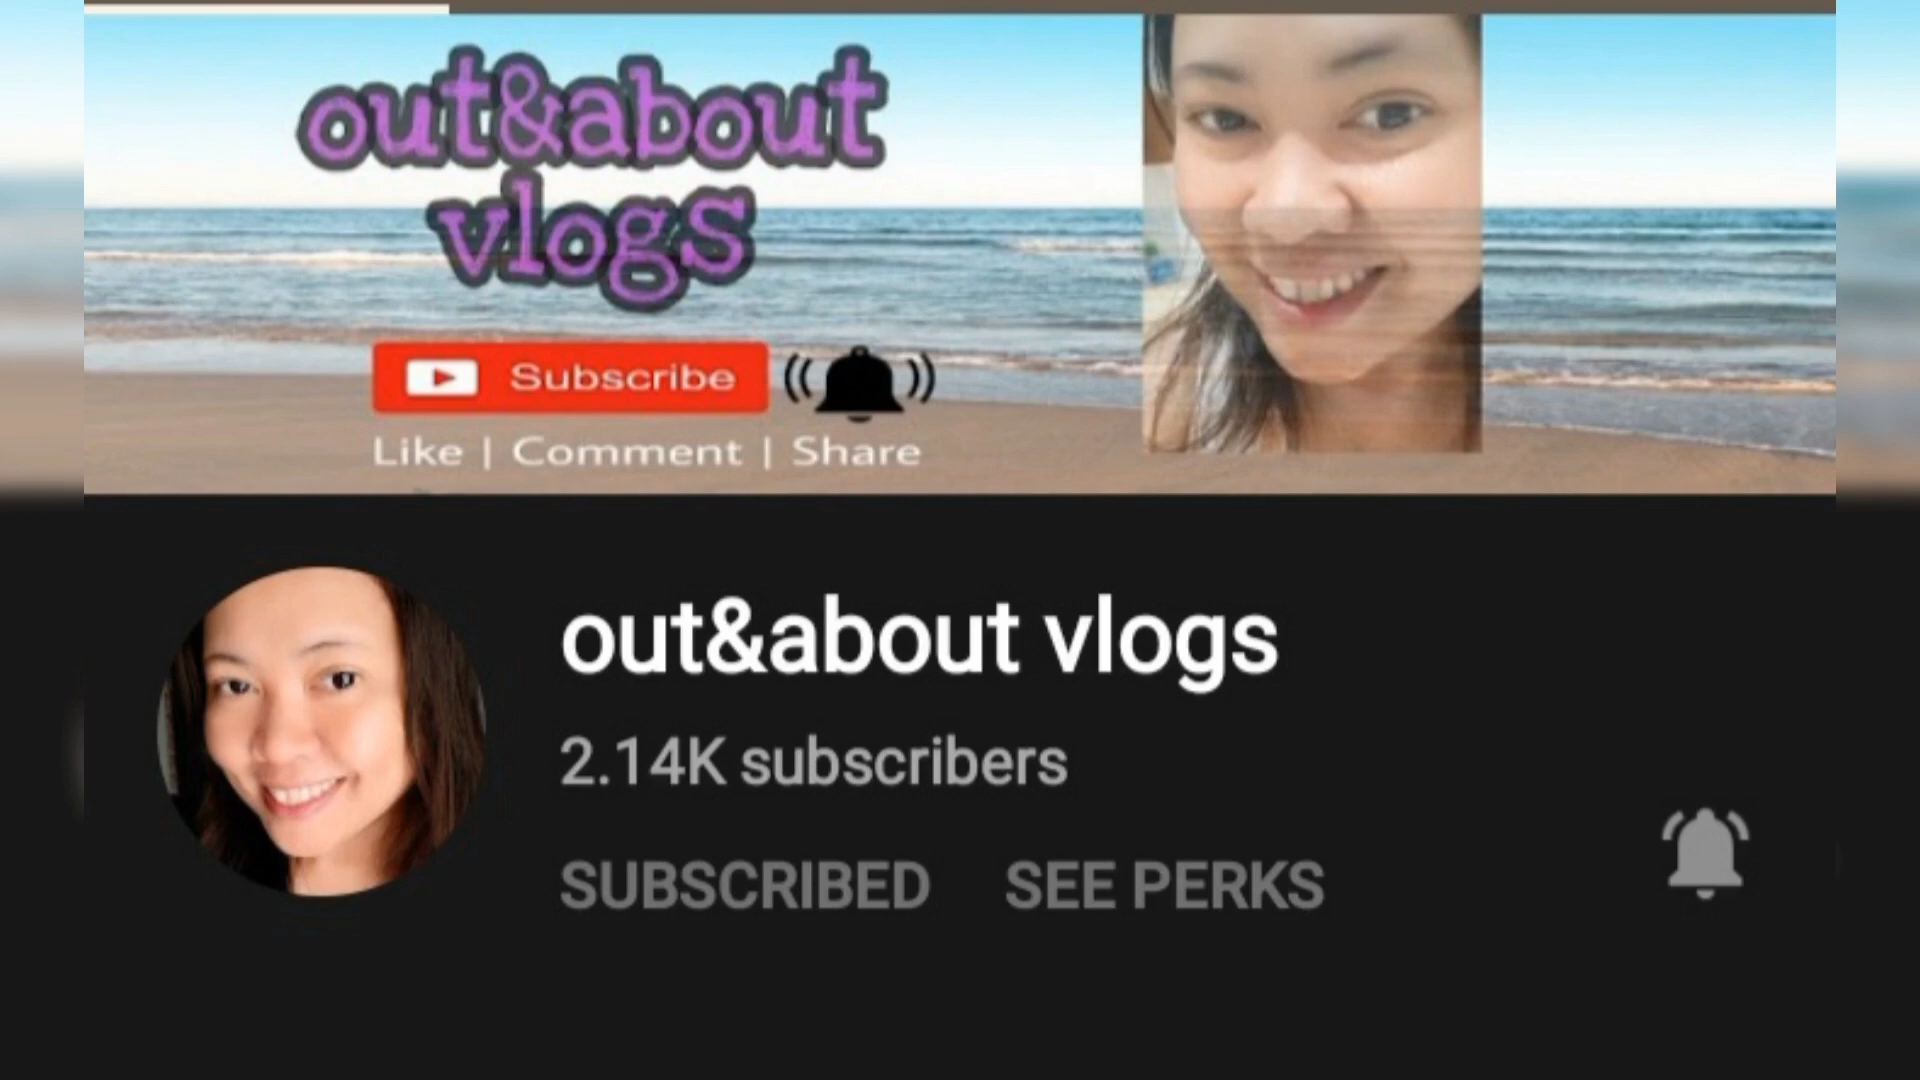 out&about
vlogs
Subscribe
Like | Comment | Share
out&about vlogs
2.14K subscribers
SUBSCRIBED SEE PERKS